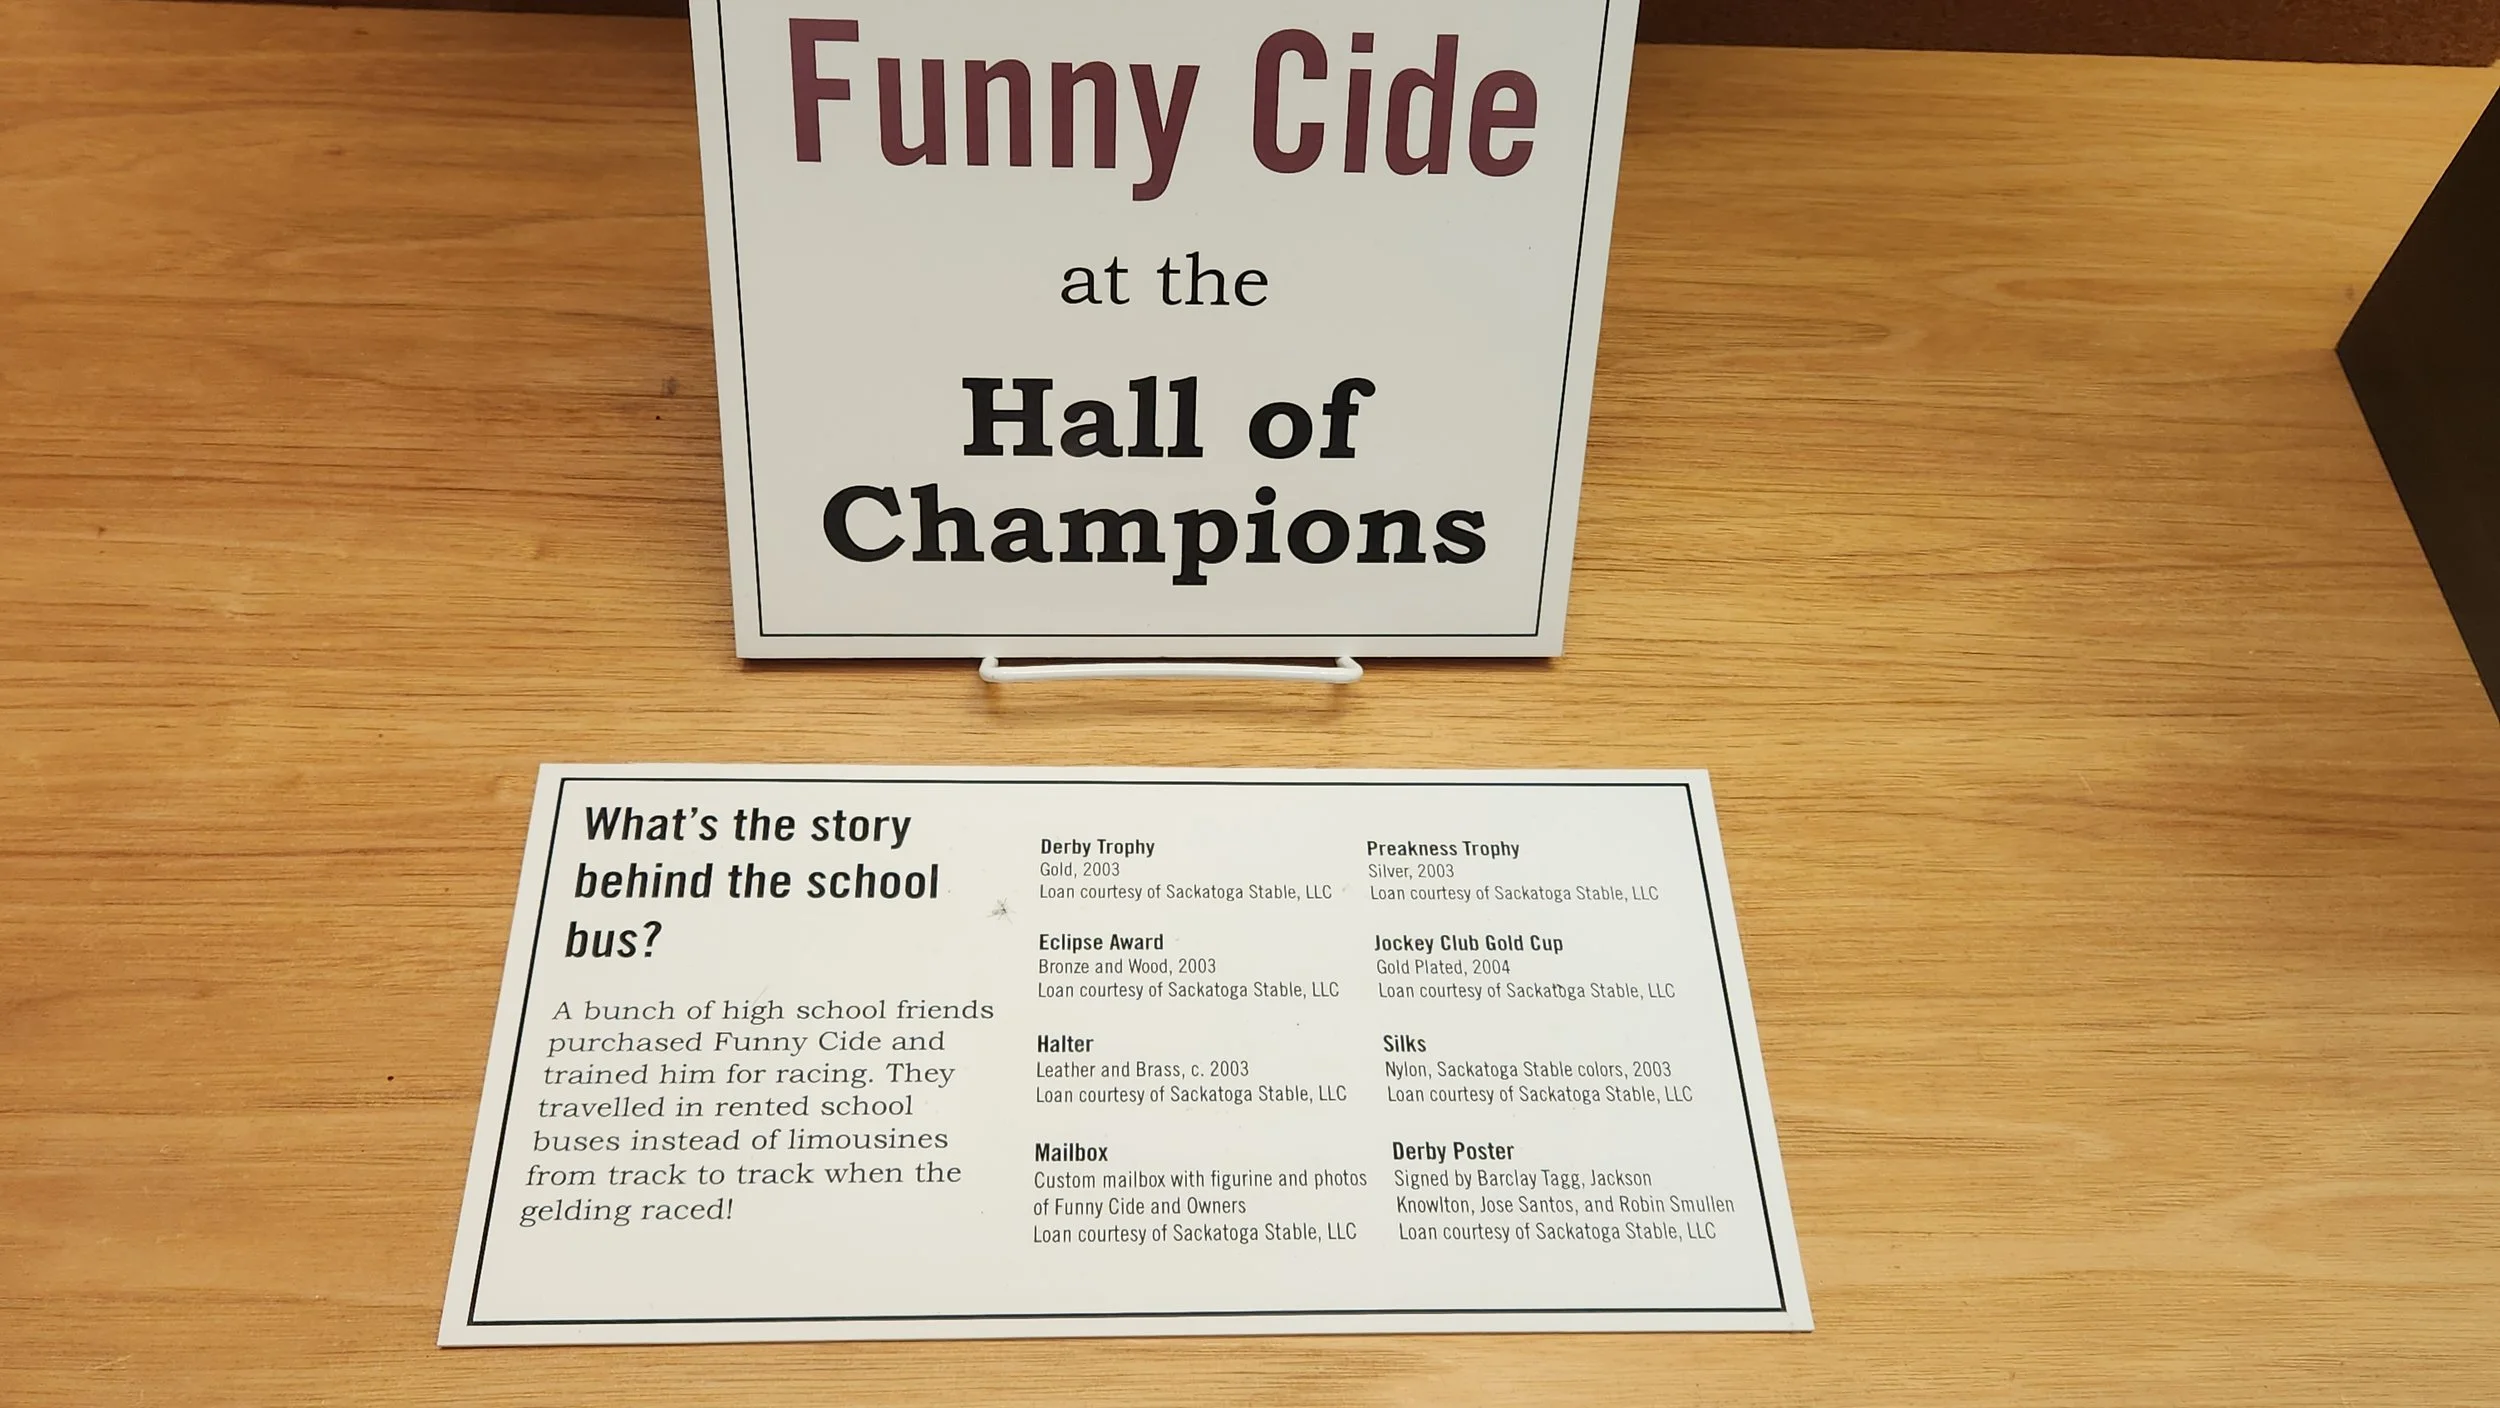 Funny Cide
at the
Hall of
Champions
What's the story
behind the school
bus?
A bunch of high school friends
purchased Funny Cide and
trained him for racing. They
travelled in rented school
buses instead of limousines
from track to track when the
gelding raced!
Derby Trophy
Gold, 2003
Loan courtesy of Sackatoga Stable, LLC
Eclipse Award
Bronze and Wood, 2003
Loan courtesy of Sackatoga Stable, LLC
Halter
Leather and Brass, c. 2003
Loan courtesy of Sackatoga Stable, LLC
Mailbox
Custom mailbox with figurine and photos
of Funny Cide and Owners
Loan courtesy of Sackatoga Stable, LLC
Preakness Trophy
Silver, 2003
Loan courtesy of Sackatoga Stable, LLC
Jockey Club Gold Cup
Gold Plated, 2004
Loan courtesy of Sackatoga Stable, LLC
Silks
Nylon, Sackatoga Stable colors, 2003
Loan courtesy of Sackatoga Stable, LLC
Derby Poster
Signed by Barclay Tagg, Jackson
Knowlton, Jose Santos, and Robin Smullen
Loan courtesy of Sackatoga Stable, LLC